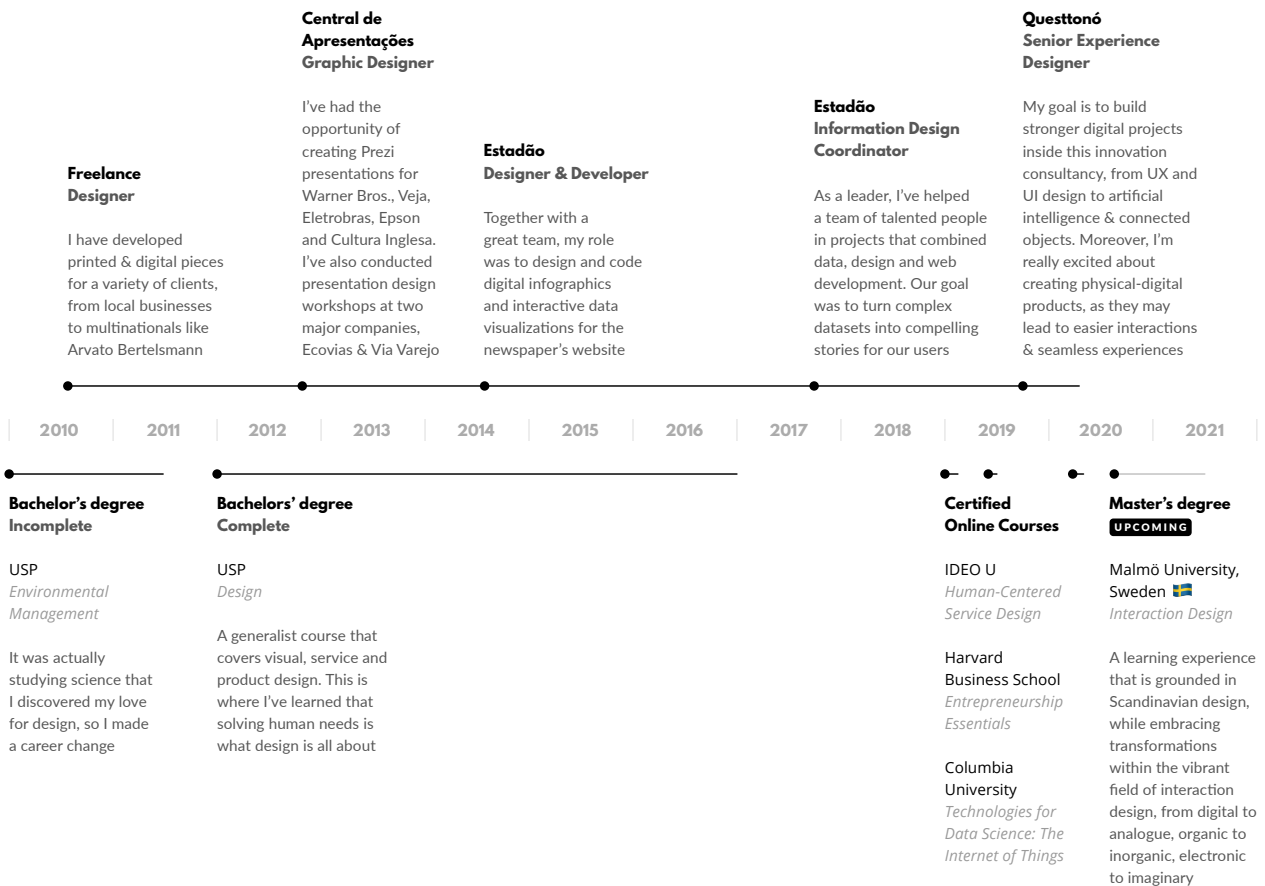 Freelance
Designer
I have developed
printed & digital pieces
for a variety of clients,
from local businesses
to multinationals like
Arvato Bertelsmann
Central de
Apresentações
Graphic Designer
I've had the
opportunity of
creating Prezi
presentations for
Warner Bros., Veja,
Eletrobras, Epson
and Cultura Inglesa.
I've also conducted
presentation design
workshops at two
major companies,
Ecovias & Via Varejo
Estadão
Designer & Developer
Together with a
great team, my role
was to design and code
digital infographics
and interactive data
visualizations for the
newspaper's website
Estadão
Information Design
Coordinator
As a leader, I've helped
a team of talented people
in projects that combined
data, design and web
development. Our goal
was to turn complex
datasets into compelling
stories for our users
Questtonó
Senior Experience
Designer
My goal is to build
stronger digital projects
inside this innovation
consultancy, from UX and
UI design to artificial
intelligence & connected
objects. Moreover, I'm
really excited about
creating physical-digital
products, as they may
lead to easier interactions
& seamless experiences
2010 2011 2012 2013 2014 2015 2016 2017 2018 2019 2020 2021
Bachelor's degree
Incomplete
USP
Environmental
Management
It was actually
studying science that
I discovered my love
for design, so I made
a career change
Bachelors' degree
Complete
USP
Design
A generalist course that
covers visual, service and
product design. This is
where I've learned that
solving human needs is
what design is all about
Certified
Online Courses
IDEO U
Human-Centered
Service Design
Harvard
Business School
Entrepreneurship
Essentials
Columbia
University
Technologies for
Data Science: The
Internet of Things
Master's degree
UPCOMING
Malmö University,
Sweden 🇸🇪
Interaction Design
A learning experience
that is grounded in
Scandinavian design,
while embracing
transformations
within the vibrant
field of interaction
design, from digital to
analogue, organic to
inorganic, electronic
to imaginary